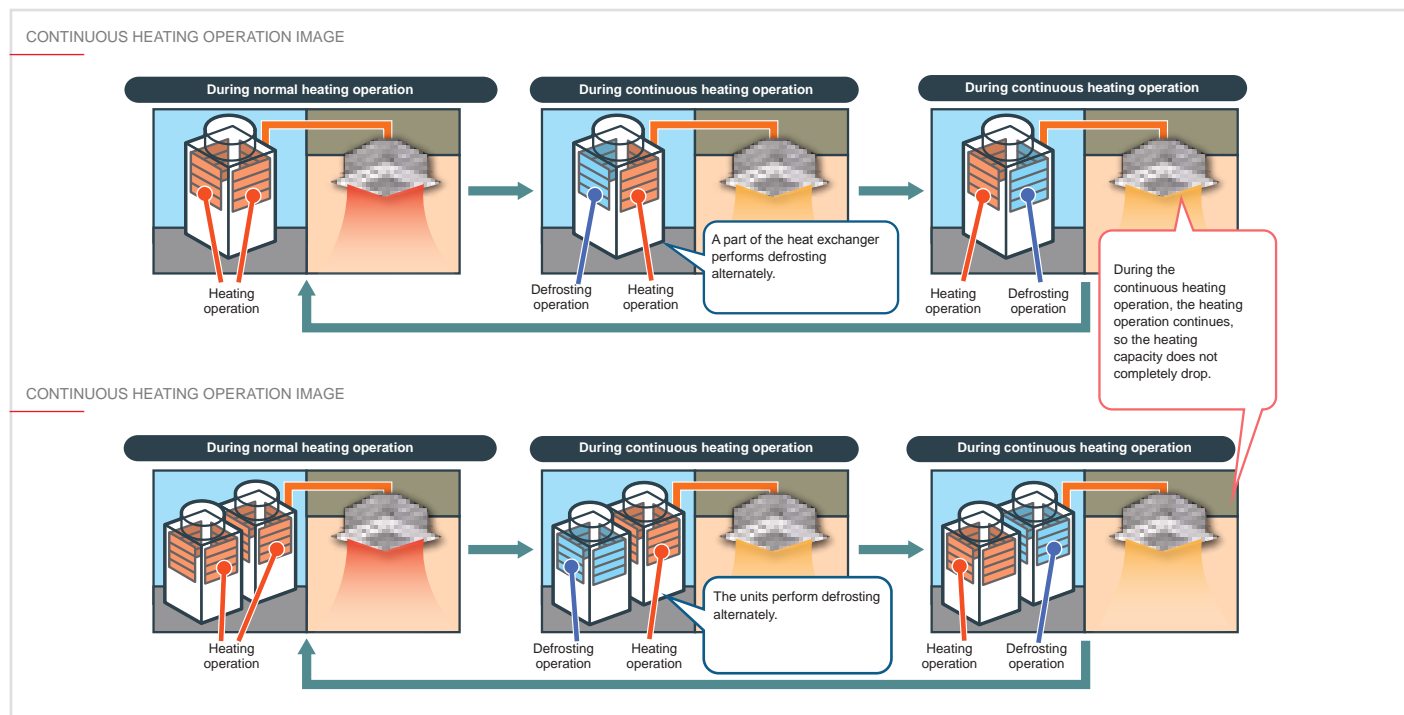 CONTINUOUS HEATING OPERATION IMAGE
During normal heating operation
During continuous heating operation
During continuous heating operation
A part of the heat exchanger
performs defrosting
alternately.
Heating
operation
Defrosting
operation
Heating
operation
Heating
operation
Defrosting
operation
During the
continuous heating
operation, the heating
operation continues,
so the heating
capacity does not
completely drop.
CONTINUOUS HEATING OPERATION IMAGE
During normal heating operation
During continuous heating operation
During continuous heating operation
The units perform defrosting
alternately.
Heating
operation
Defrosting
operation
Heating
operation
Heating
operation
Defrosting
operation